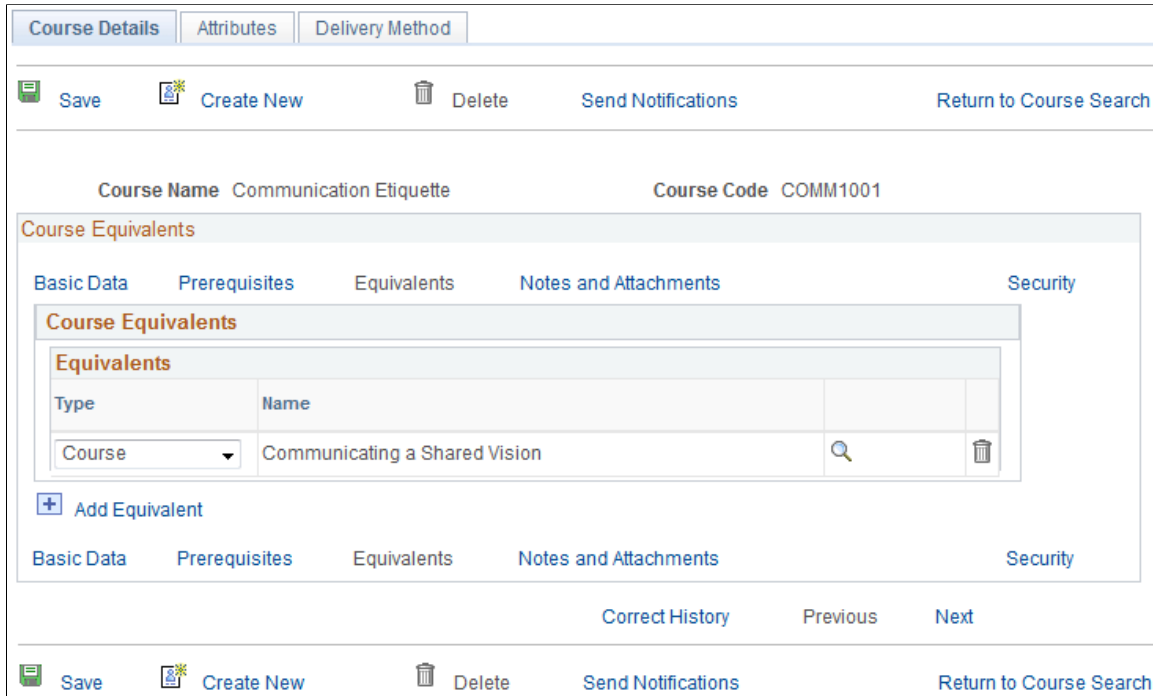 Course Details Attributes Delivery Method
Save Create New Delete Send Notifications Return to Course Search
Course Name Communication Etiquette Course Code COMM1001
Course Equivalents
Basic Data Prerequisites Equivalents Notes and Attachments Security
Course Equivalents
Equivalents
Type Name
Course Communicating a Shared Vision
Add Equivalent
Basic Data Prerequisites Equivalents Notes and Attachments Security
Correct History Previous Next
Save Create New Delete Send Notifications Return to Course Search